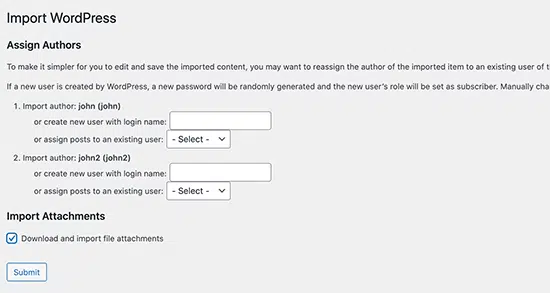 Import WordPress
Assign Authors
To make it simpler for you to edit and save the imported content, you may want to reassign the author of the imported item to an existing user of
If a new user is created by WordPress, a new password will be randomly generated and the new user's role will be set as subscriber. Manually
1. Import author: john (john)
or create new user with login name:
or assign posts to an existing user: - Select -
2. Import author: john2 (john2)
or create new user with login name:
or assign posts to an existing user: - Select -
Import Attachments
Download and import file attachments
Submit